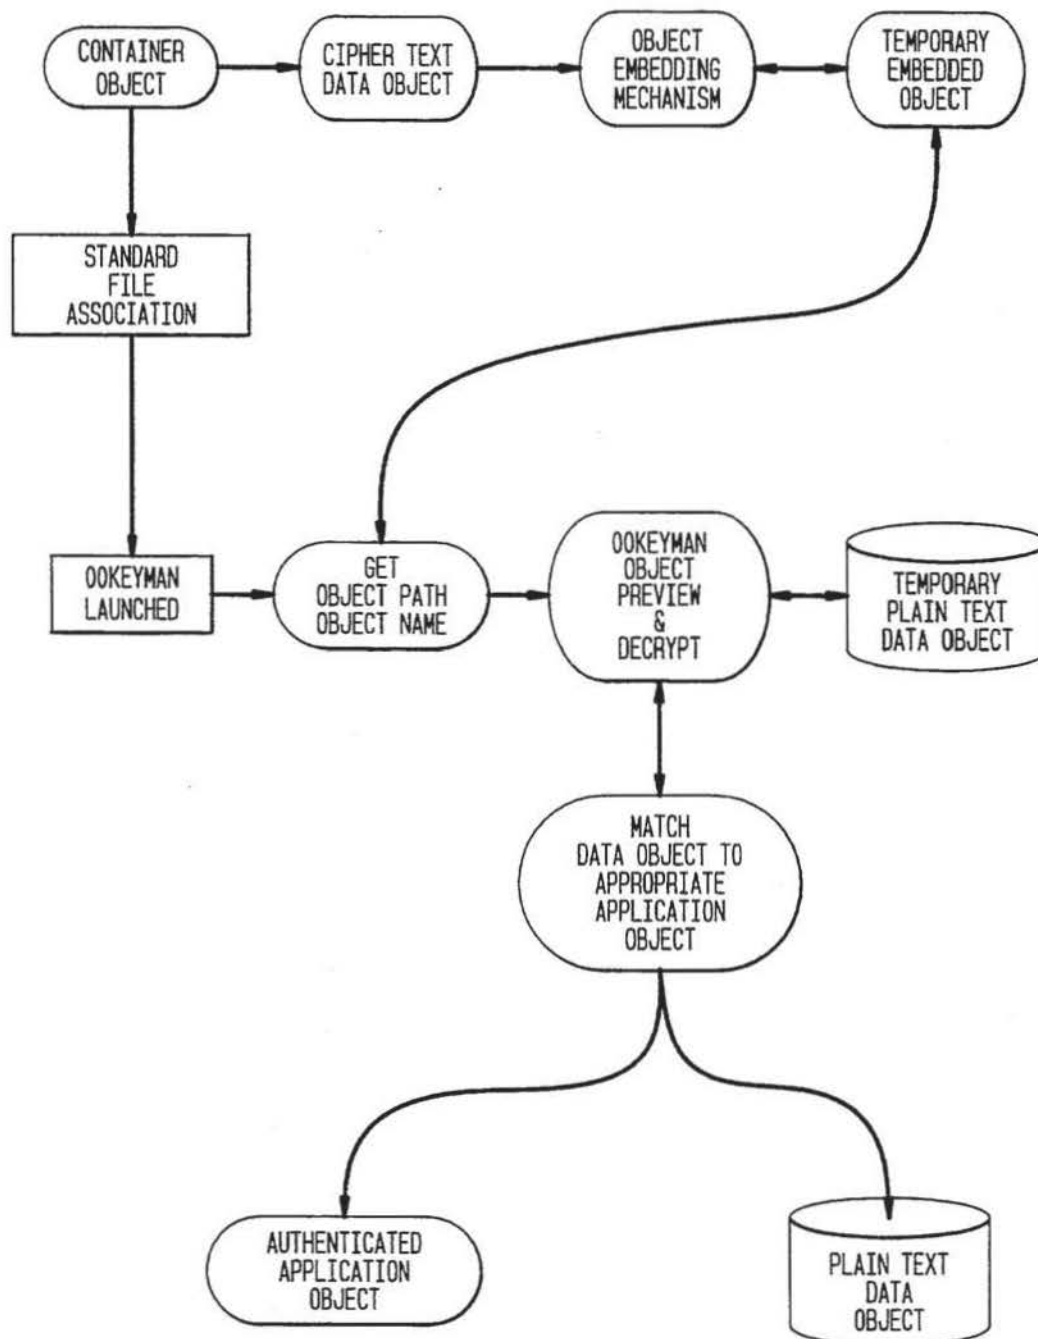 CONTAINER
OBJECT
CIPHER TEXT
DATA OBJECT
OBJECT
EMBEDDING
MECHANISM
TEMPORARY
EMBEDDED
OBJECT
STANDARD
FILE
ASSOCIATION
OOKEYMAN
LAUNCHED
GET
OBJECT PATH
OBJECT NAME
OOKEYMAN
OBJECT
PREVIEW
&
DECRYPT
TEMPORARY
PLAIN TEXT
DATA OBJECT
MATCH
DATA OBJECT TO
APPROPRIATE
APPLICATION
OBJECT
AUTHENTICATED
APPLICATION
OBJECT
PLAIN TEXT
DATA
OBJECT